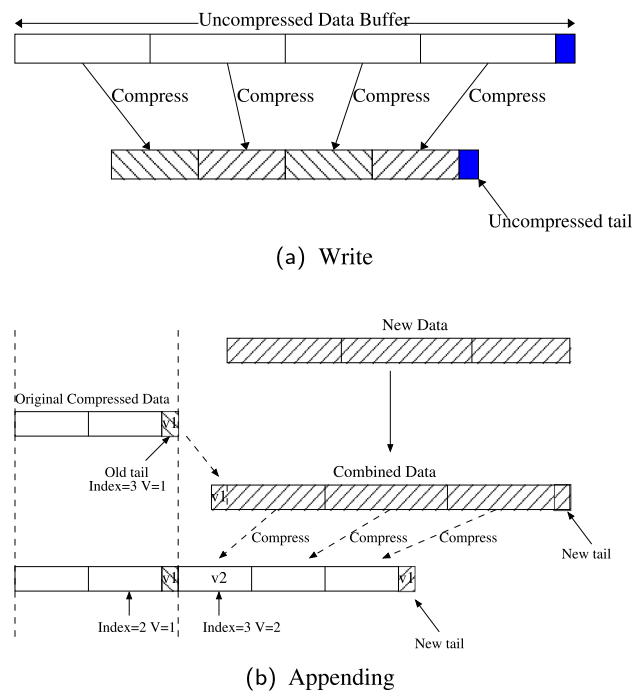 Uncompressed Data Buffer
Compress Compress Compress Compress
Uncompressed tail
(a) Write
New Data
Original Compressed Data
v1
Old tail
Index=3 V=1
Combined Data
v1
Compress Compress Compress
New tail
v1 v2 v1
Index=2 V=1 Index=3 V=2
New tail
(b) Appending